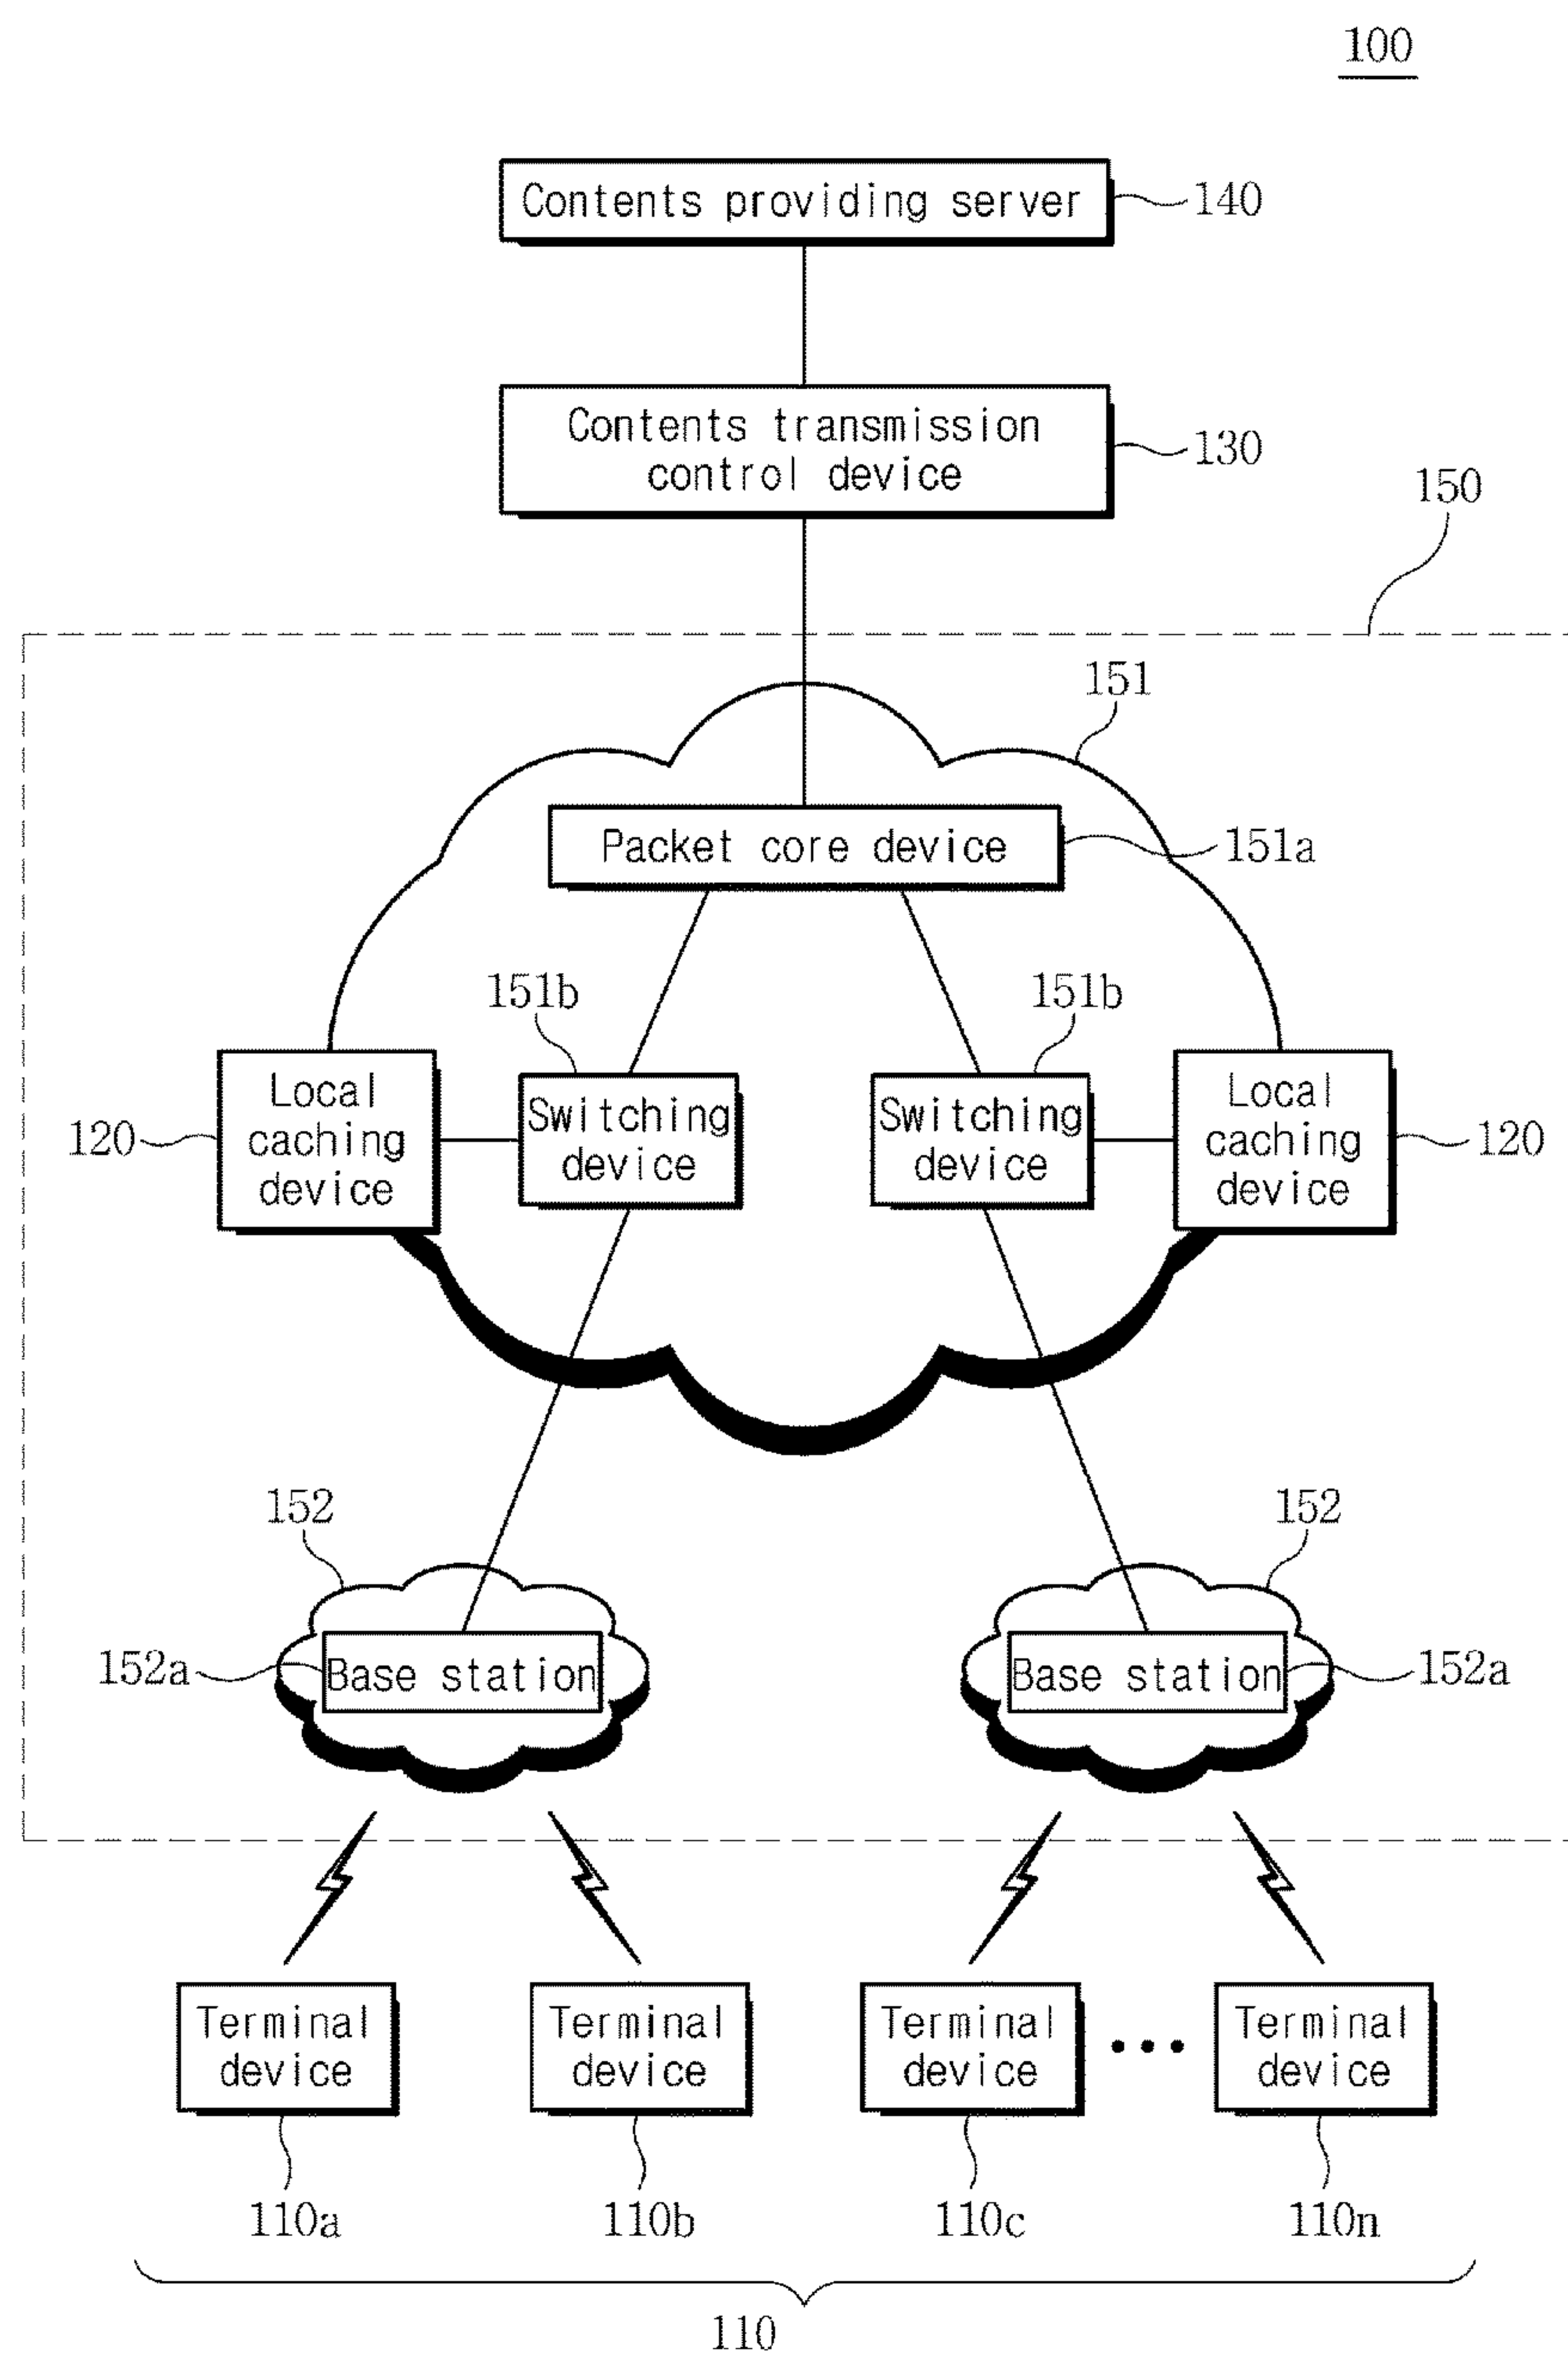 100
Contents providing server
140
Contents transmission
control device
130
150
151
Packet core device
151a
151b
151b
Local
caching
device
120
Switching
device
Switching
device
Local
caching
device
120
152
152
152a
Base station
Base station
152a
Terminal
device
Terminal
device
Terminal
device
•••
Terminal
device
110a
110b
110c
110n
110